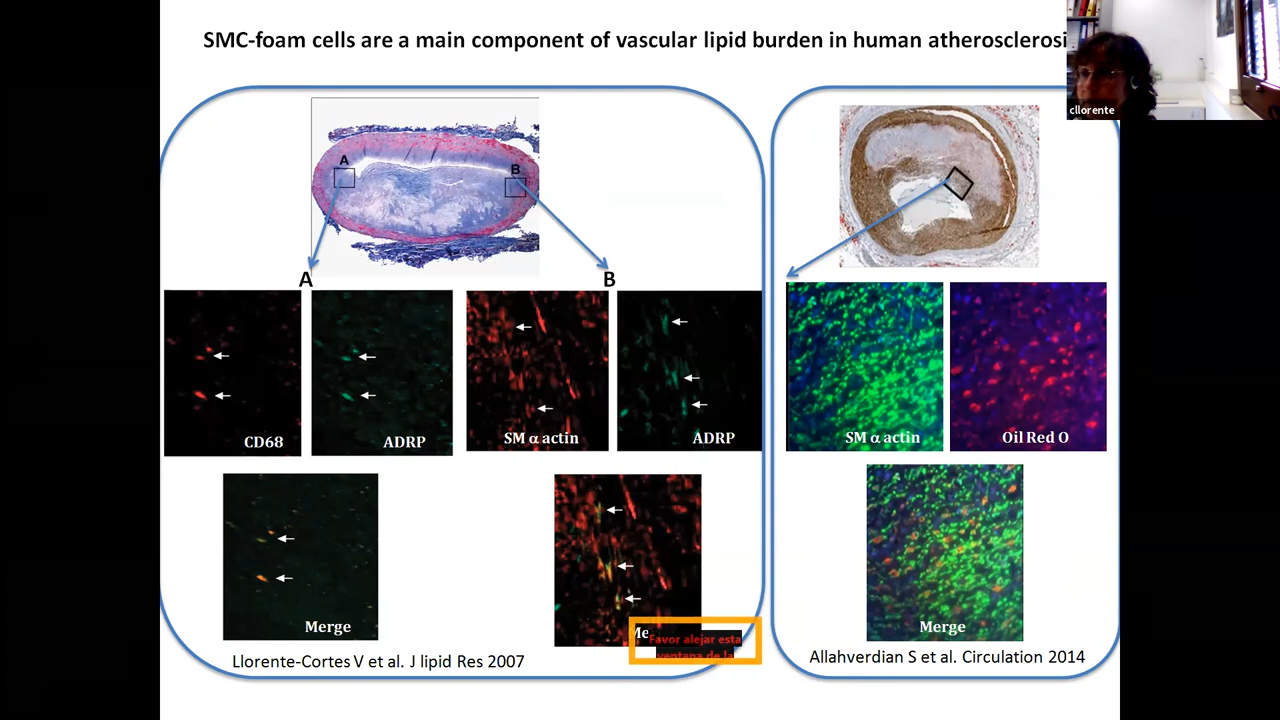 SMC-foam cells are a main component of vascular lipid burden in human atherosclerosi
cllorente
A
B
A
B
CD68
ADRP
SM α actin
ADRP
SM α actin
Oil Red O
Merge
Me
Merge
Favor alejar esta
ventana de la
Llorente-Cortes V et al. J lipid Res 2007
Allahverdian S et al. Circulation 2014